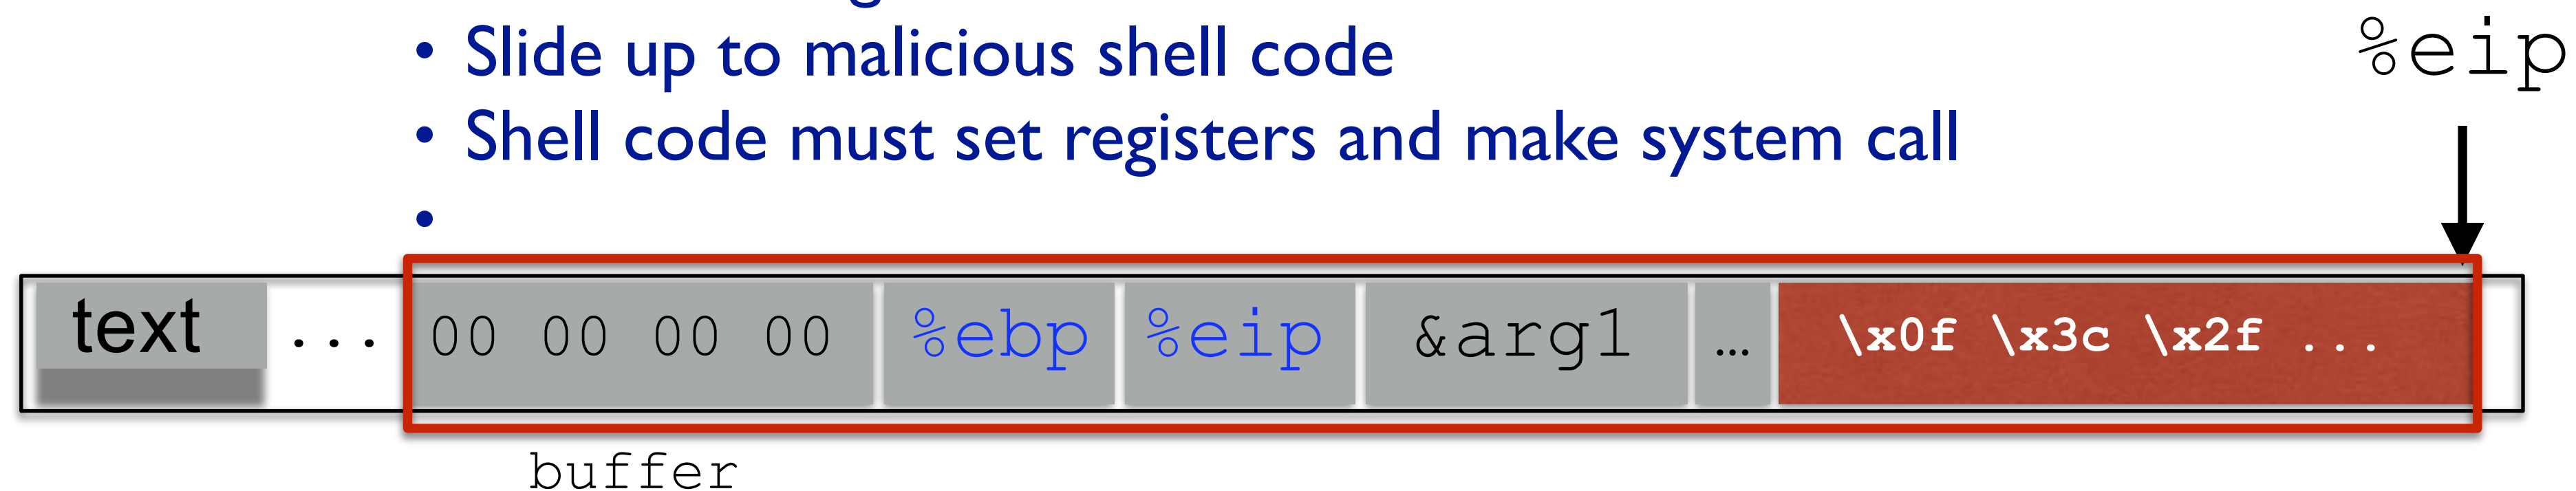 • Slide up to malicious shell code
%eip
• Shell code must set registers and make system call
•
text ... 00 00 00 00 %ebp %eip &arg1 … \x0f \x3c \x2f ...
buffer